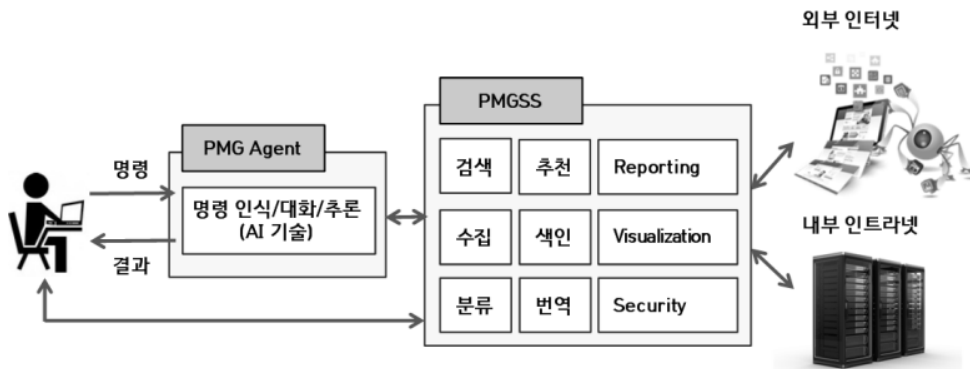 외부 인터넷
PMGSS
PMG Agent
명령
명령 인식/대화/추론
(AI 기술)
결과
검색
추천
Reporting
수집
색인
Visualization
분류
번역
Security
내부 인트라넷